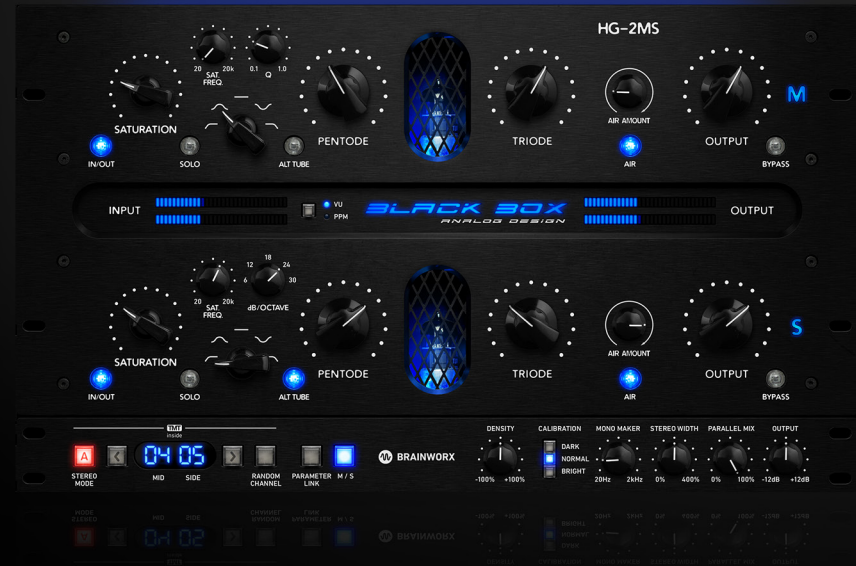 HG-2MS
20 20k
SAT.
FREQ.
0.1 1.0
Q
SATURATION
PENTODE
TRIODE
AIR AMOUNT
OUTPUT
M
IN/OUT
SOLO
ALT TUBE
AIR
BYPASS
INPUT
VU
PPM
BLACK BOX
ANALOG DESIGN
OUTPUT
18
12 24
6 30
20 20k
SAT.
FREQ.
dB/OCTAVE
SATURATION
PENTODE
TRIODE
AIR AMOUNT
OUTPUT
S
IN/OUT
SOLO
ALT TUBE
AIR
BYPASS
TMT
inside
A
STEREO
MODE
04 05
MID SIDE
RANDOM
CHANNEL
PARAMETER
LINK
M / S
BRAINWORX
DENSITY
-100% +100%
CALIBRATION
DARK
NORMAL
BRIGHT
MONO MAKER
20Hz 2kHz
STEREO WIDTH
0% 400%
PARALLEL MIX
0% 100%
OUTPUT
-12dB +12dB